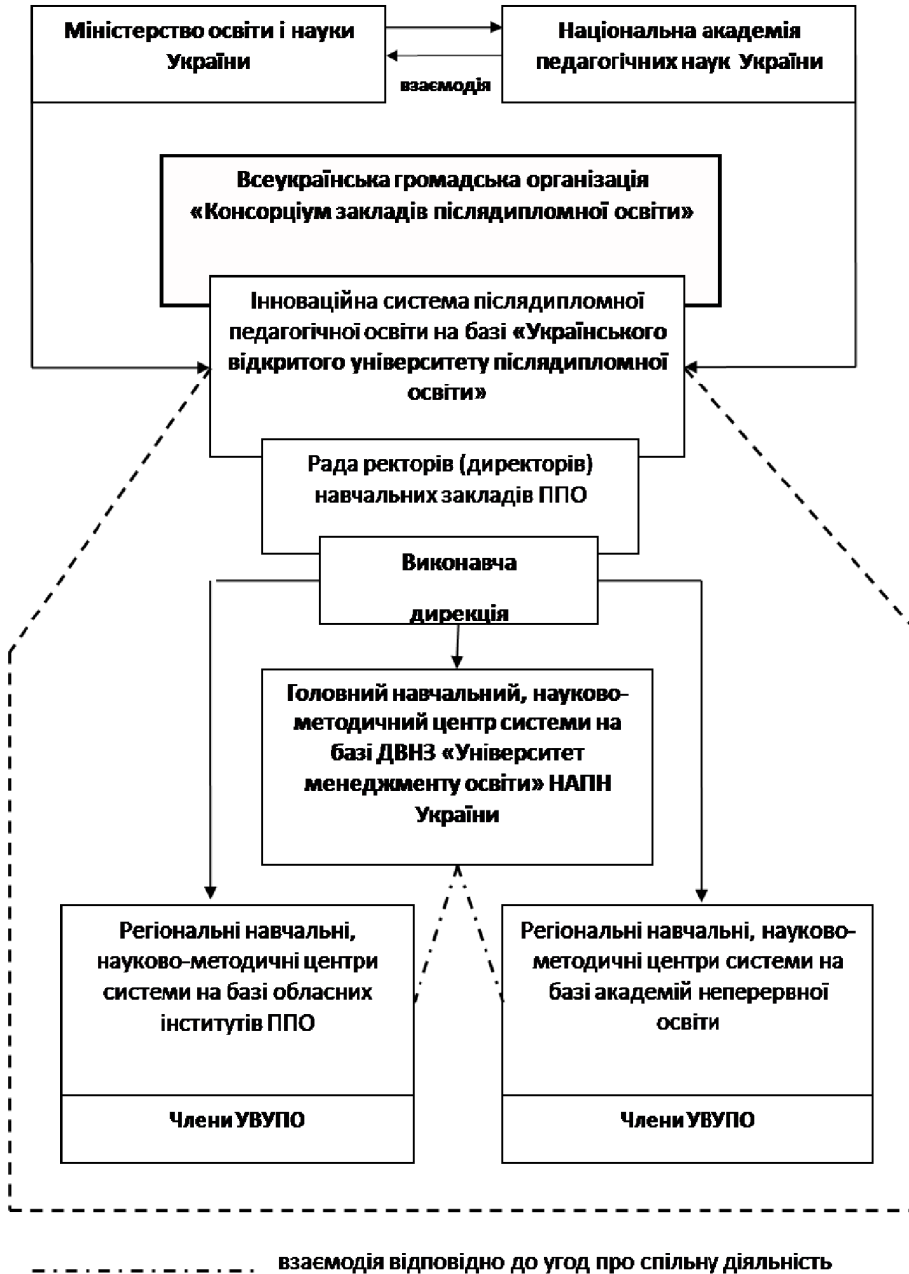 Міністерство освіти і науки
України
Національна академія
педагогічних наук України
взаємодія
Всеукраїнська громадська організація
«Консорціум закладів післядипломної освіти»
Інноваційна система післядипломної
педагогічної освіти на базі «Українського
відкритого університету післядипломної
освіти»
Рада ректорів (директорів)
навчальних закладів ППО
Виконавча
дирекція
Головний навчальний, науково-
методичний центр системи на
базі ДВНЗ «Університет
менеджменту освіти» НАПН
України
Регіональні навчальні,
науково-методичні центри
системи на базі обласних
інститутів ППО
Члени УВУПО
Регіональні навчальні, науково-
методичні центри системи на
базі академій неперервної
освіти
Члени УВУПО
взаємодія відповідно до угод про спільну діяльність